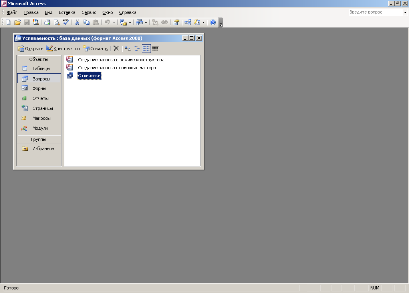 Microsoft Access
Файл Правка Вид Вставка Сервис Окно Справка
Введите вопрос
Успеваемость : база данных (формат Access 2000)
Открыть Конструктор Создать
Объекты
Таблицы
Запросы
Формы
Отчеты
Страницы
Макросы
Модули
Группы
Избранное
Создание запроса в режиме конструктора
Создание запроса с помощью мастера
Готово
NUM